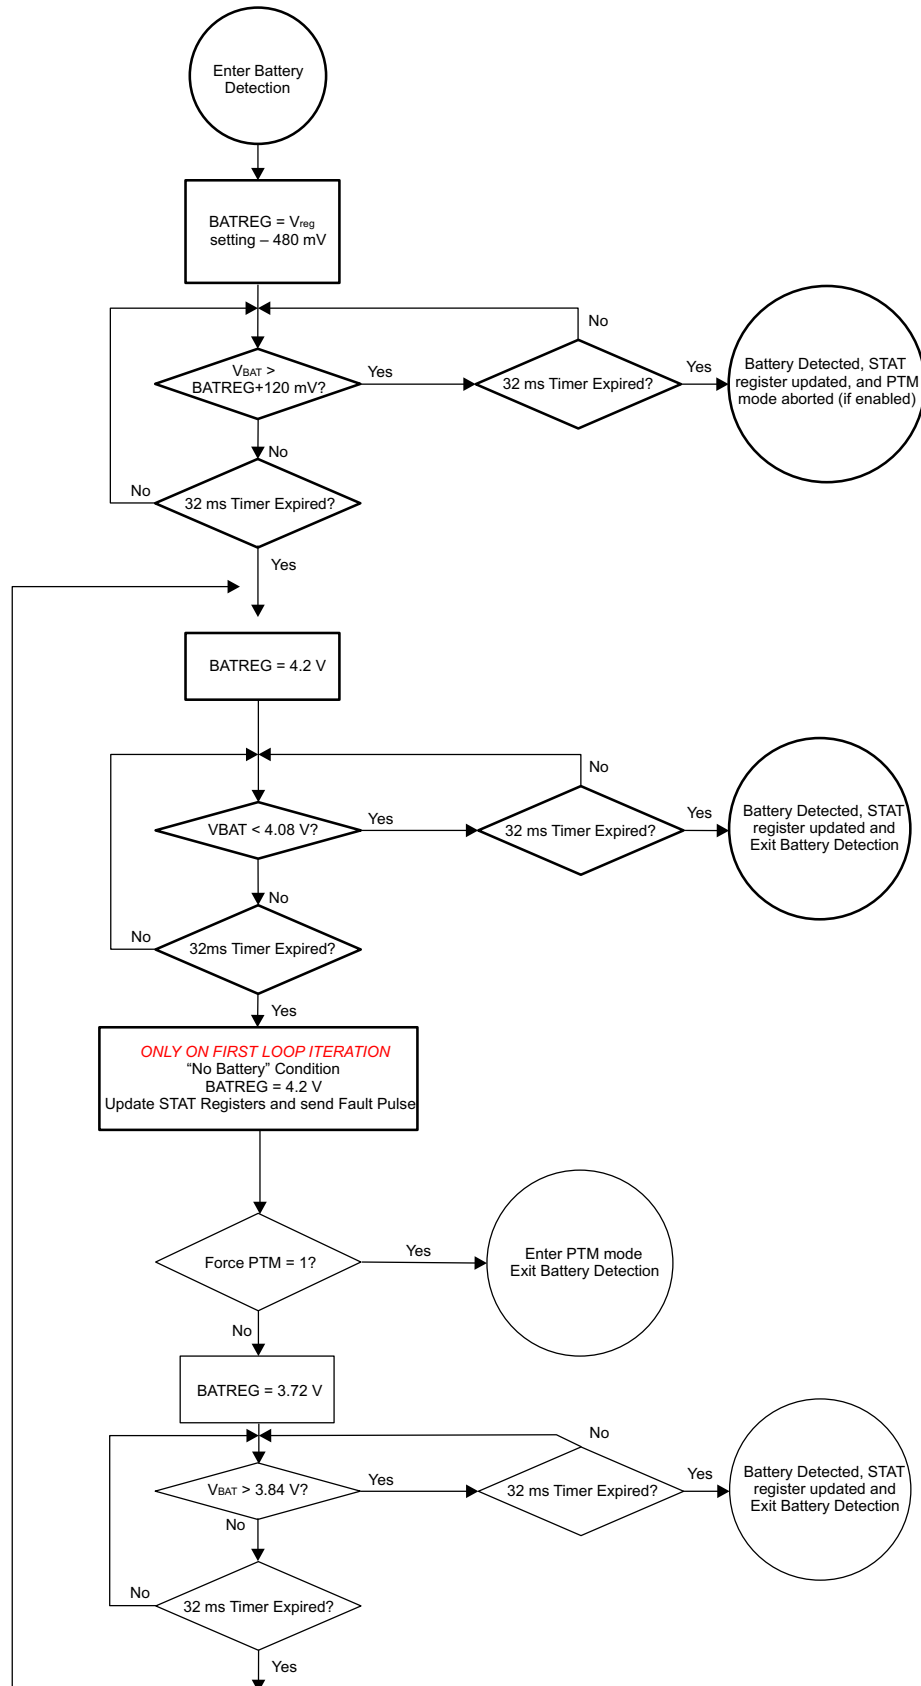 Enter Battery
Detection
BATREG = Vreg
setting – 480 mV
No
VBAT >
BATREG+120 mV?
Yes
32 ms Timer Expired?
Yes
Battery Detected, STAT
register updated, and PTM
mode aborted (if enabled)
No
No
32 ms Timer Expired?
Yes
BATREG = 4.2 V
No
VBAT < 4.08 V?
Yes
32 ms Timer Expired?
Yes
Battery Detected, STAT
register updated and
Exit Battery Detection
No
No
32ms Timer Expired?
Yes
ONLY ON FIRST LOOP ITERATION
“No Battery” Condition
BATREG = 4.2 V
Update STAT Registers and send Fault Pulse
Force PTM = 1?
Yes
Enter PTM mode
Exit Battery Detection
No
BATREG = 3.72 V
No
VBAT > 3.84 V?
Yes
32 ms Timer Expired?
Yes
Battery Detected, STAT
register updated and
Exit Battery Detection
No
No
32 ms Timer Expired?
Yes